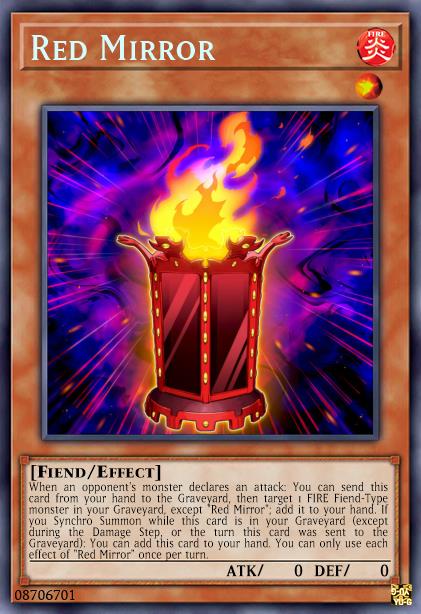 RED MIRROR
FIRE
炎
[FIEND/EFFECT]
When an opponent's monster declares an attack: You can send this
card from your hand to the Graveyard, then target 1 FIRE Fiend-Type
monster in your Graveyard, except "Red Mirror"; add it to your hand. If
you Synchro Summon while this card is in your Graveyard (except
during the Damage Step, or the turn this card was sent to the
Graveyard): You can add this card to your hand. You can only use each
effect of "Red Mirror" once per turn.
ATK/ 0 DEF/ 0
08706701